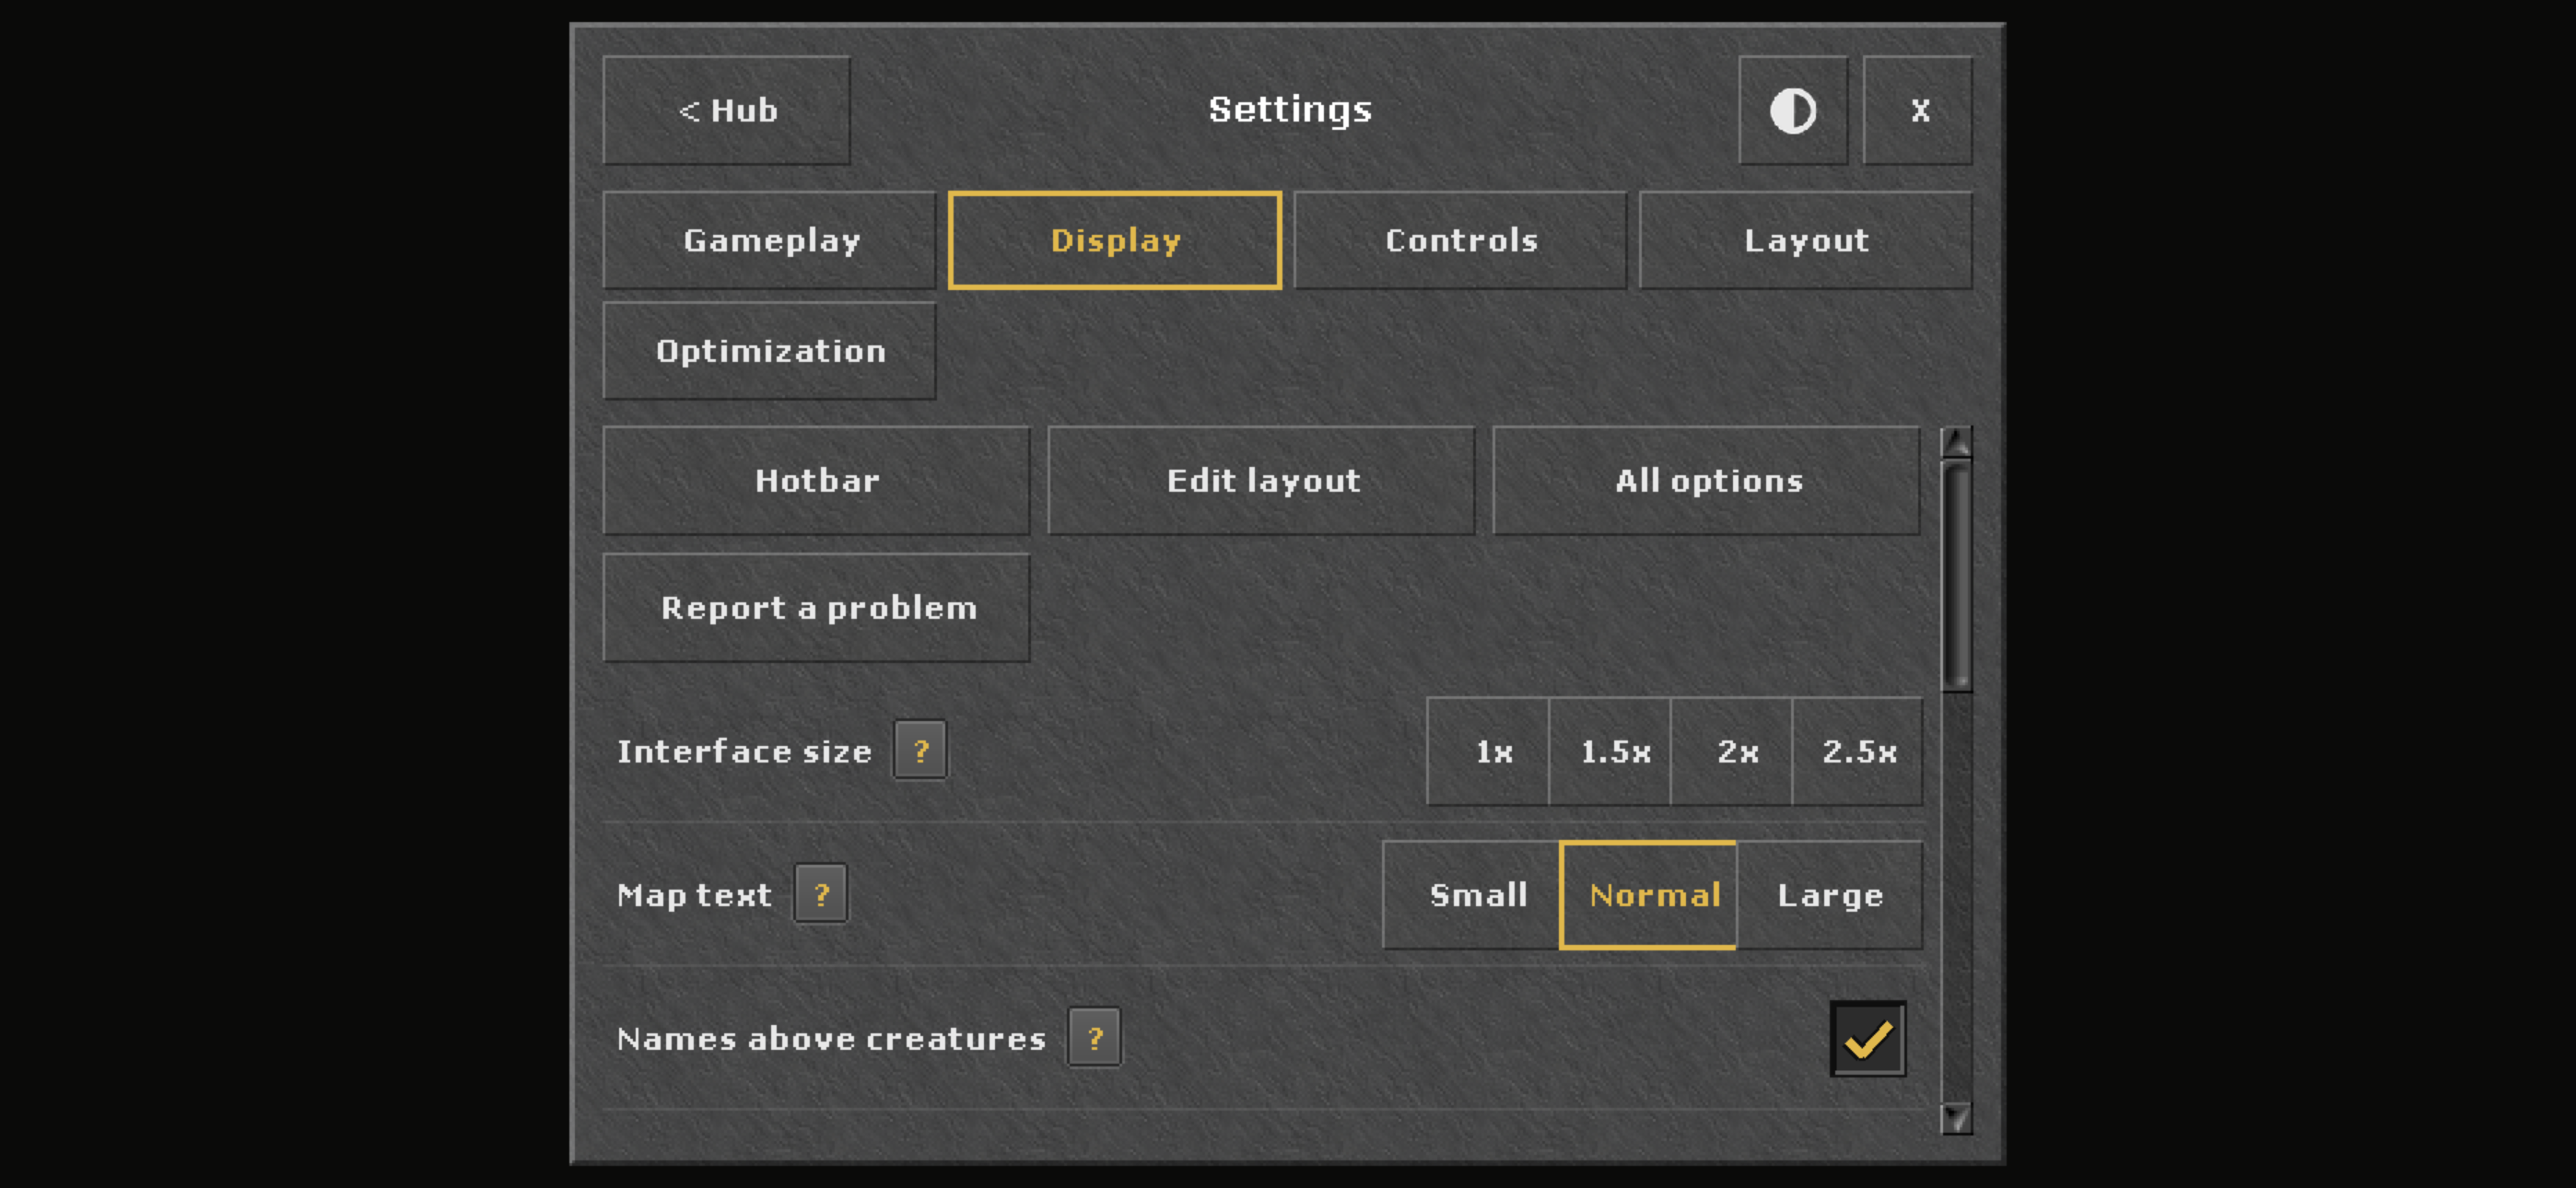 < Hub
Settings
X
Gameplay
Display
Controls
Layout
Optimization
Hotbar
Edit layout
All options
Report a problem
Interface size ?
1x 1.5x 2x 2.5x
Map text ?
Small Normal Large
Names above creatures ?